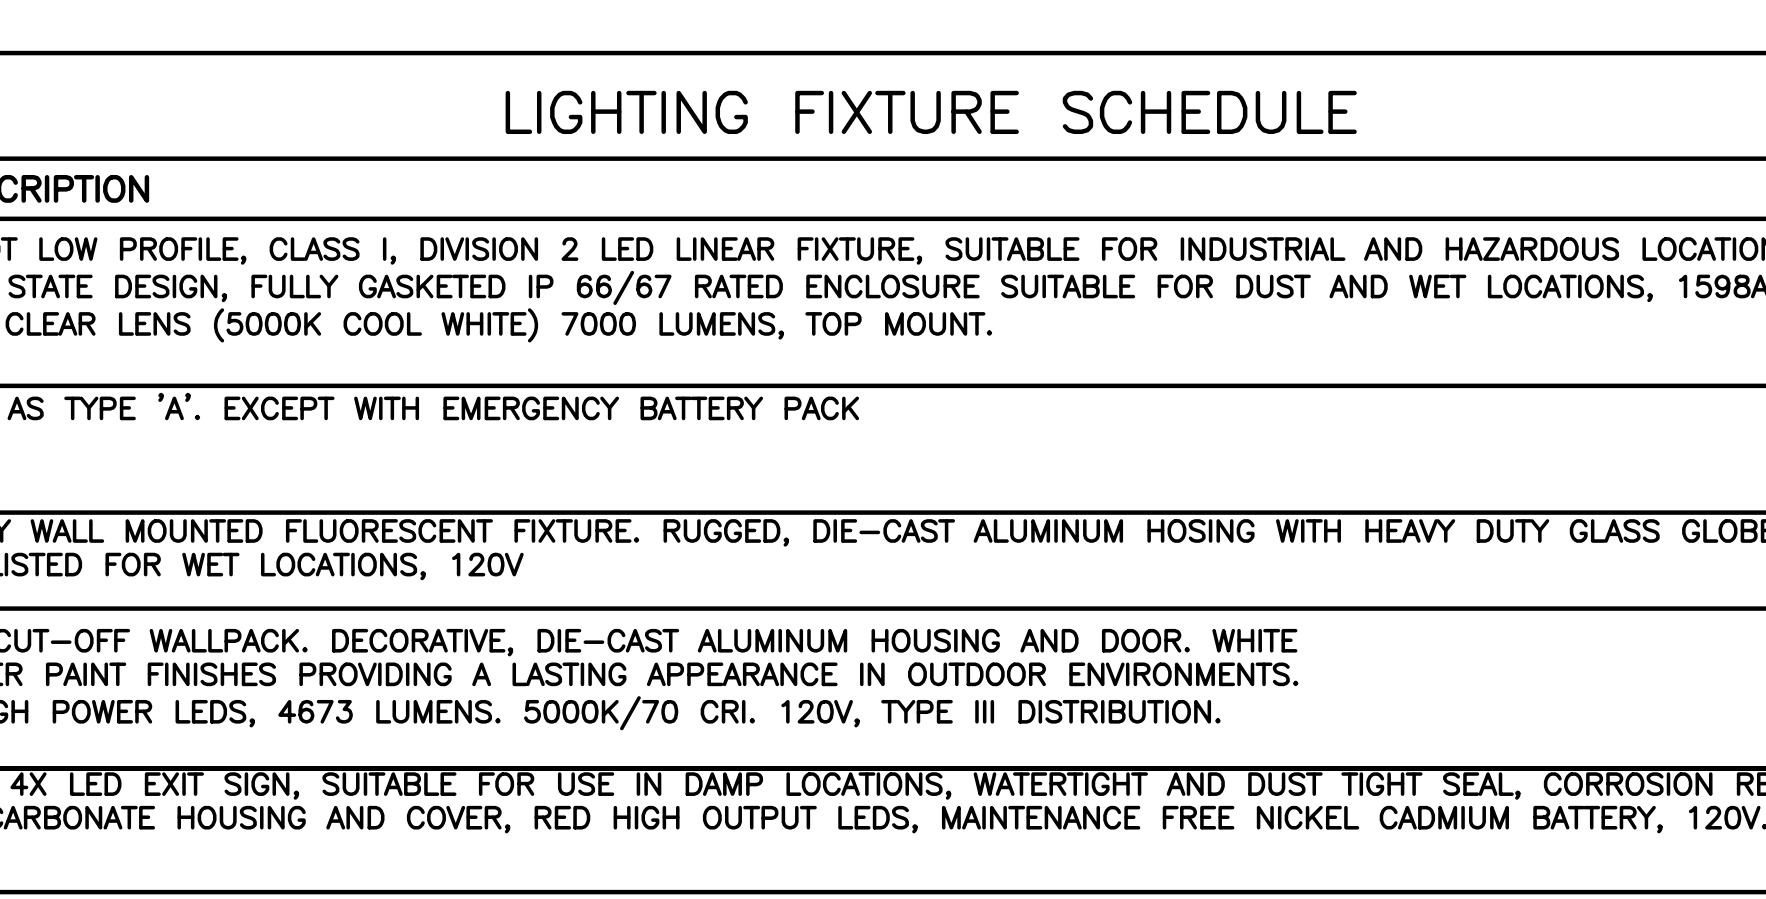 LIGHTING FIXTURE SCHEDULE
CRIPTION
T LOW PROFILE, CLASS I, DIVISION 2 LED LINEAR FIXTURE, SUITABLE FOR INDUSTRIAL AND HAZARDOUS LOCATION
STATE DESIGN, FULLY GASKETED IP 66/67 RATED ENCLOSURE SUITABLE FOR DUST AND WET LOCATIONS, 1598A
CLEAR LENS (5000K COOL WHITE) 7000 LUMENS, TOP MOUNT.
AS TYPE 'A'. EXCEPT WITH EMERGENCY BATTERY PACK
Y WALL MOUNTED FLUORESCENT FIXTURE. RUGGED, DIE-CAST ALUMINUM HOSING WITH HEAVY DUTY GLASS GLOBE
LISTED FOR WET LOCATIONS, 120V
CUT-OFF WALLPACK. DECORATIVE, DIE-CAST ALUMINUM HOUSING AND DOOR. WHITE
ER PAINT FINISHES PROVIDING A LASTING APPEARANCE IN OUTDOOR ENVIRONMENTS.
GH POWER LEDS, 4673 LUMENS. 5000K/70 CRI. 120V, TYPE III DISTRIBUTION.
4X LED EXIT SIGN, SUITABLE FOR USE IN DAMP LOCATIONS, WATERTIGHT AND DUST TIGHT SEAL, CORROSION RE
CARBONATE HOUSING AND COVER, RED HIGH OUTPUT LEDS, MAINTENANCE FREE NICKEL CADMIUM BATTERY, 120V.